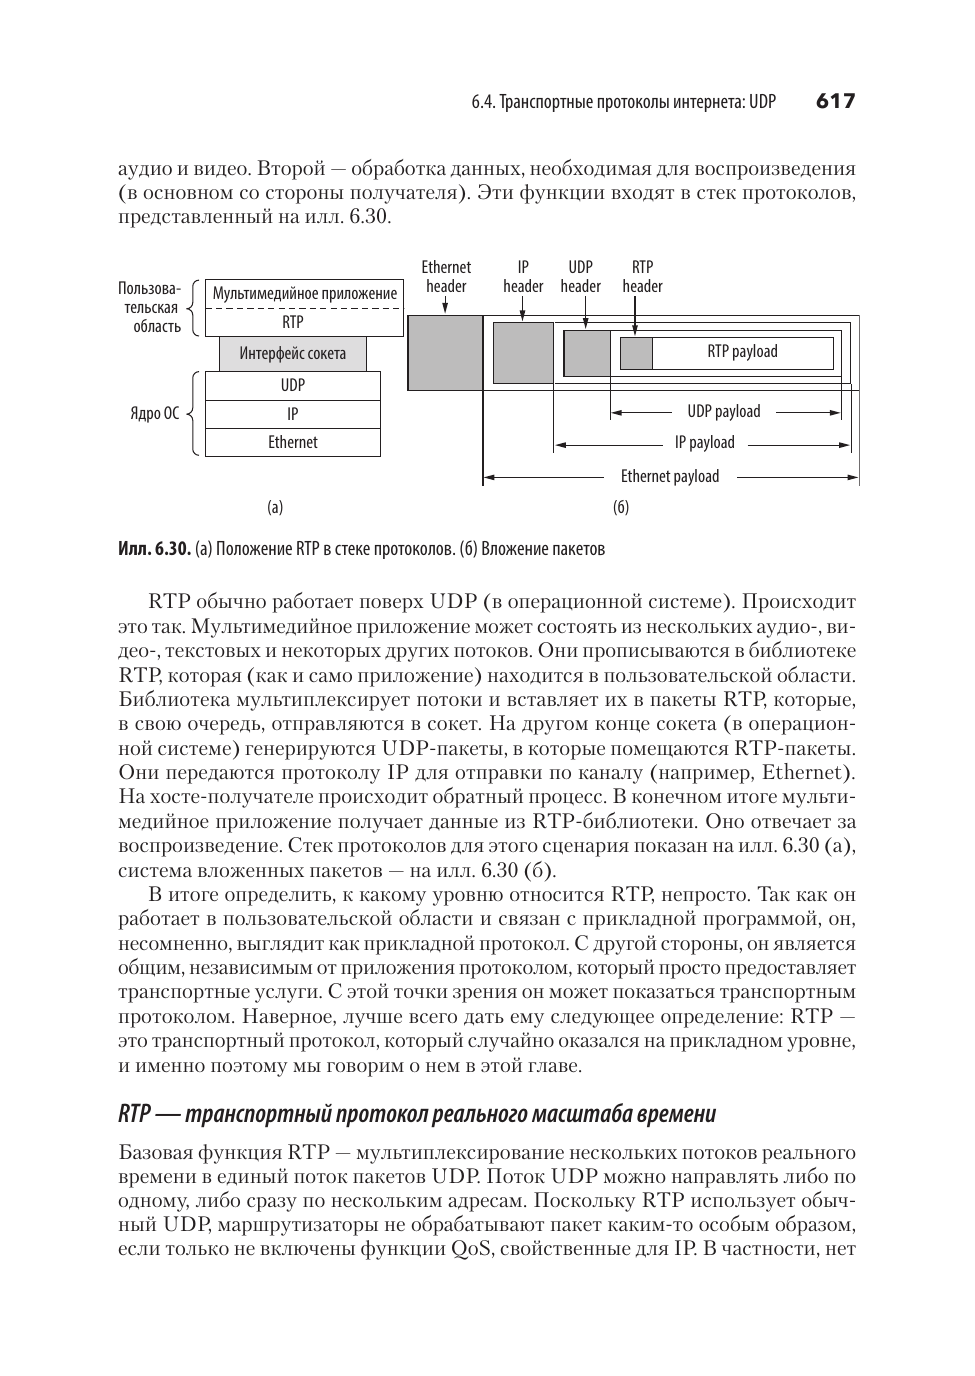 6.4. Транспортные протоколы интернета: UDP 617
аудио и видео. Второй — обработка данных, необходимая для воспроизведения
(в основном со стороны получателя). Эти функции входят в стек протоколов,
представленный на илл. 6.30.
Пользова-
тельская
область
Мультимедийное приложение
RTP
Интерфейс сокета
Ядро ОС
UDP
IP
Ethernet
(а)
Ethernet
header
IP
header
UDP
header
RTP
header
RTP payload
UDP payload
IP payload
Ethernet payload
(б)
Илл. 6.30. (а) Положение RTP в стеке протоколов. (б) Вложение пакетов
RTP обычно работает поверх UDP (в операционной системе). Происходит
это так. Мультимедийное приложение может состоять из нескольких аудио-, ви-
део-, текстовых и некоторых других потоков. Они прописываются в библиотеке
RTP, которая (как и само приложение) находится в пользовательской области.
Библиотека мультиплексирует потоки и вставляет их в пакеты RTP, которые,
в свою очередь, отправляются в сокет. На другом конце сокета (в операцион-
ной системе) генерируются UDP-пакеты, в которые помещаются RTP-пакеты.
Они передаются протоколу IP для отправки по каналу (например, Ethernet).
На хосте-получателе происходит обратный процесс. В конечном итоге мульти-
медийное приложение получает данные из RTP-библиотеки. Оно отвечает за
воспроизведение. Стек протоколов для этого сценария показан на илл. 6.30 (а),
система вложенных пакетов — на илл. 6.30 (б).
В итоге определить, к какому уровню относится RTP, непросто. Так как он
работает в пользовательской области и связан с прикладной программой, он,
несомненно, выглядит как прикладной протокол. С другой стороны, он является
общим, независимым от приложения протоколом, который просто предоставляет
транспортные услуги. С этой точки зрения он может показаться транспортным
протоколом. Наверное, лучше всего дать ему следующее определение: RTP —
это транспортный протокол, который случайно оказался на прикладном уровне,
и именно поэтому мы говорим о нем в этой главе.
RTP — транспортный протокол реального масштаба времени
Базовая функция RTP — мультиплексирование нескольких потоков реального
времени в единый поток пакетов UDP. Поток UDP можно направлять либо по
одному, либо сразу по нескольким адресам. Поскольку RTP использует обыч-
ный UDP, маршрутизаторы не обрабатывают пакет каким-то особым образом,
если только не включены функции QoS, свойственные для IP. В частности, нет